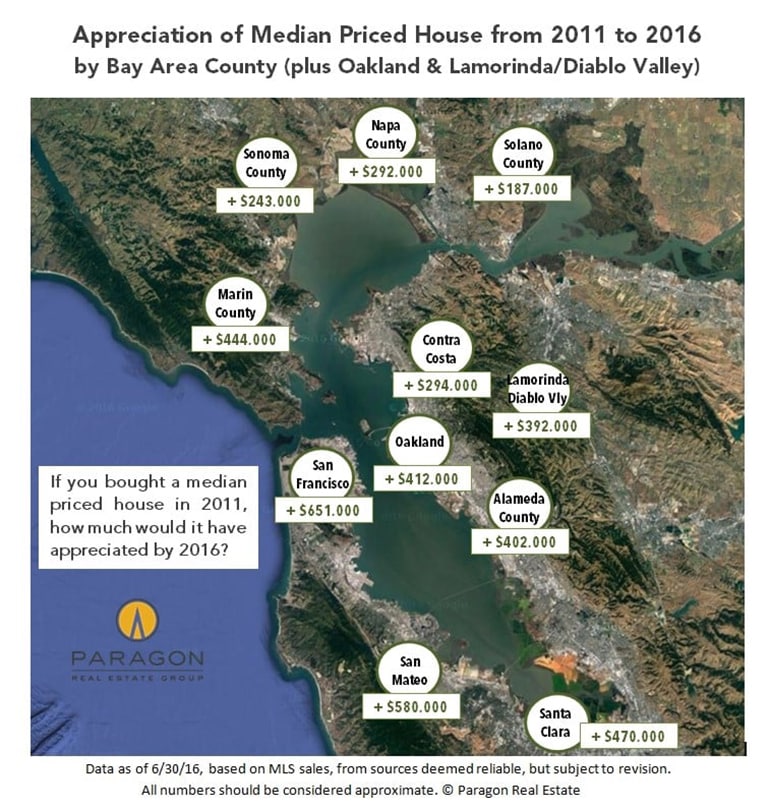 Appreciation of Median Priced House from 2011 to 2016
by Bay Area County (plus Oakland & Lamorinda/Diablo Valley)
Napa
County
+ $292.000
Sonoma
County
+ $243.000
Solano
County
+ $187.000
Marin
County
+ $444.000
Contra
Costa
+ $294.000
Lamorinda
Diablo Vly
+ $392.000
Oakland
+ $412.000
San
Francisco
+ $651.000
Alameda
County
+ $402.000
If you bought a median
priced house in 2011,
how much would it have
appreciated by 2016?
PARAGON
REAL ESTATE GROUP
San
Mateo
+ $580.000
Santa
Clara
+ $470.000
Data as of 6/30/16, based on MLS sales, from sources deemed reliable, but subject to revision.
All numbers should be considered approximate. © Paragon Real Estate